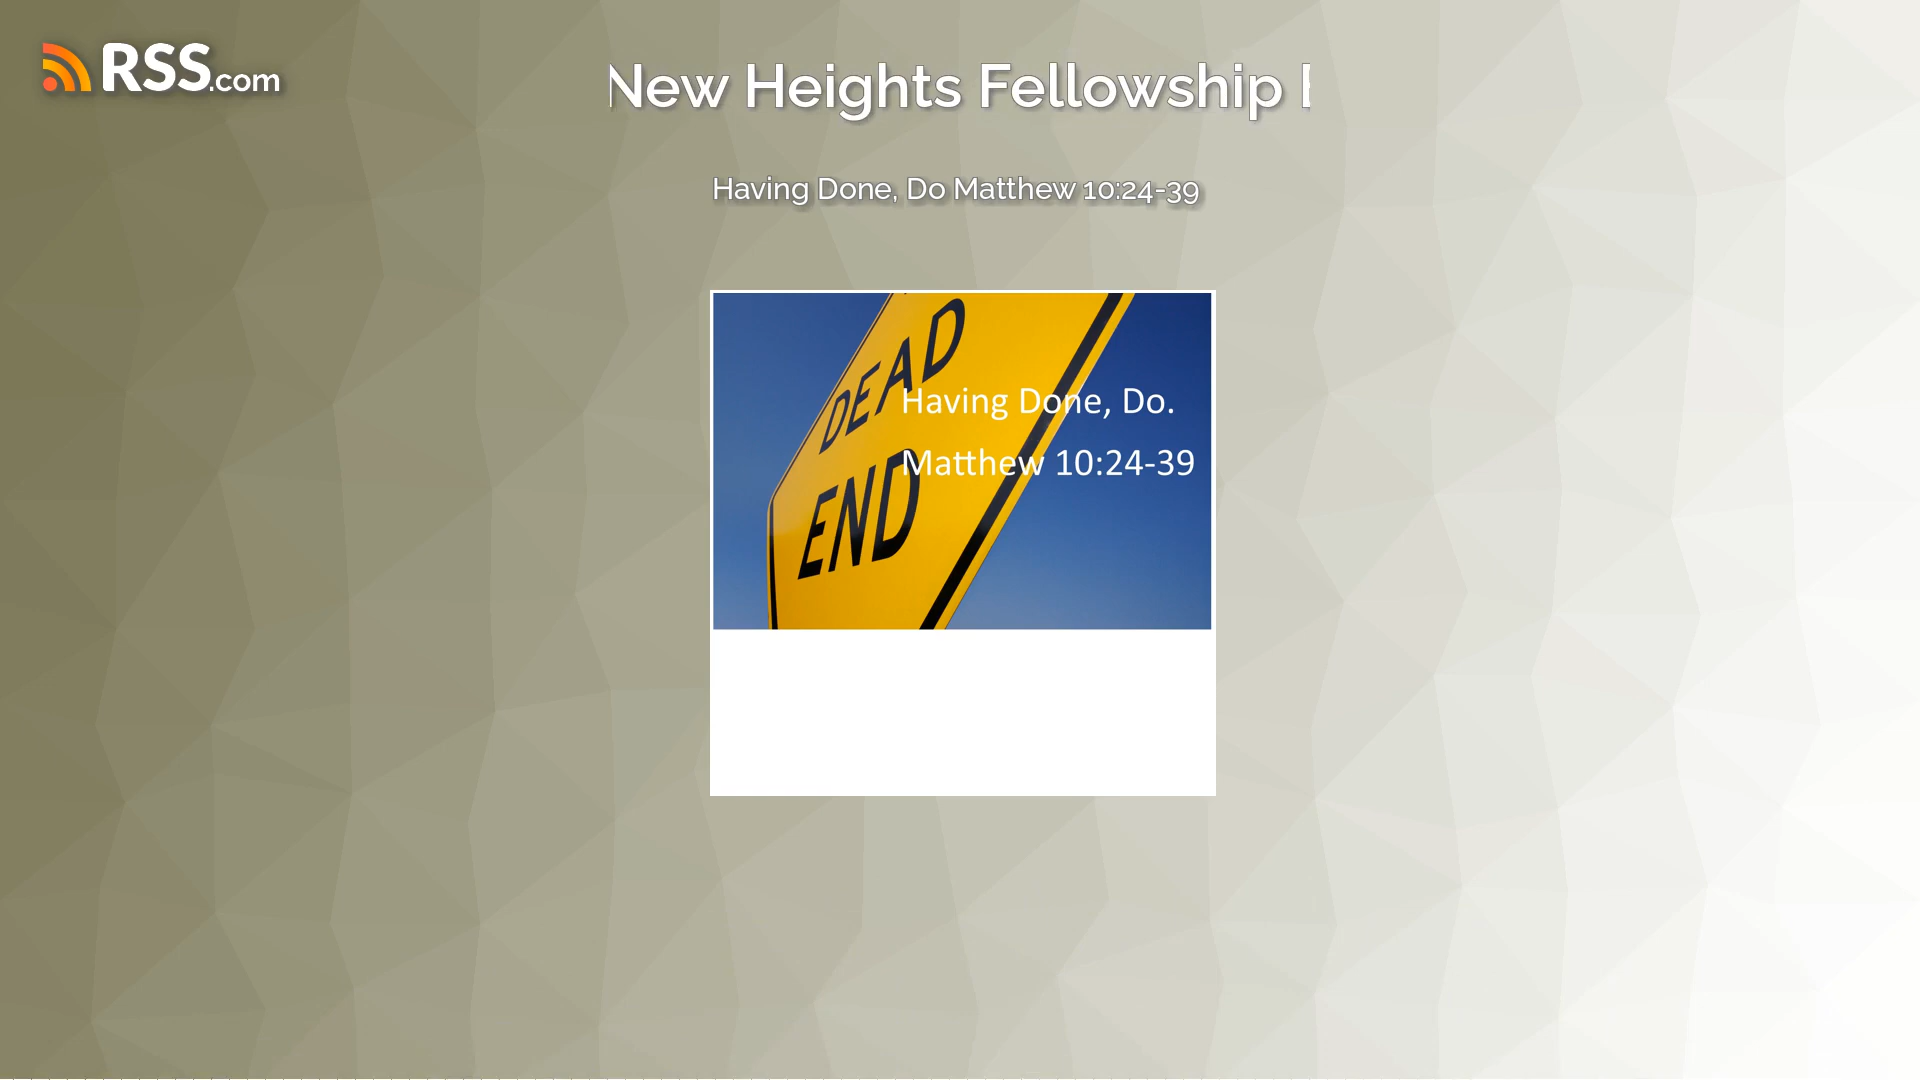 RSS.com
New Heights Fellowship
Having Done, Do Matthew 10:24-39
DEAD
END
Having Done, Do.
Matthew 10:24-39